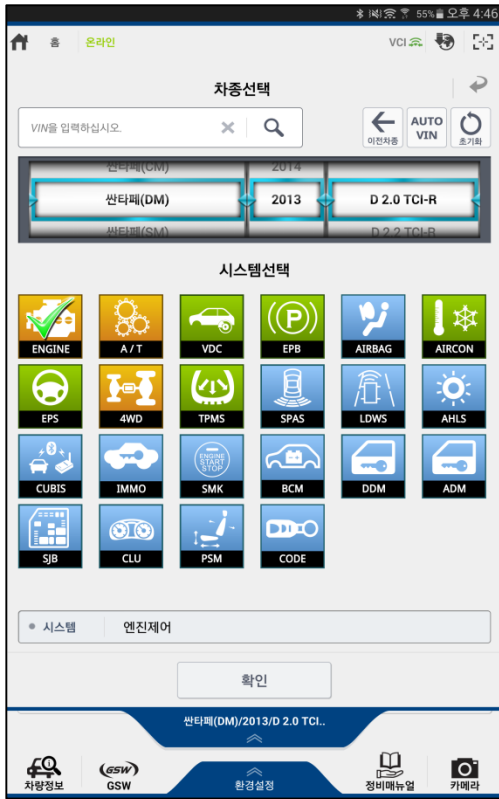 55% 오후 4:46
홈 온라인 VCI
차종선택
VIN을 입력하십시오.
이전차종 AUTO VIN 초기화
싼타페(CM) 2014
싼타페(DM) 2013 D 2.0 TCI-R
싼타페(SM) D 2.2 TCI-R
시스템선택
ENGINE A/T VDC EPB AIRBAG AIRCON
EPS 4WD TPMS SPAS LDWS AHLS
ENGINE
START
STOP
CUBIS IMMO SMK BCM DDM ADM
SJB CLU PSM CODE
시스템 엔진제어
확인
싼타페(DM)/2013/D 2.0 TCI..
GSW
차량정보 GSW 환경설정 정비매뉴얼 카메라